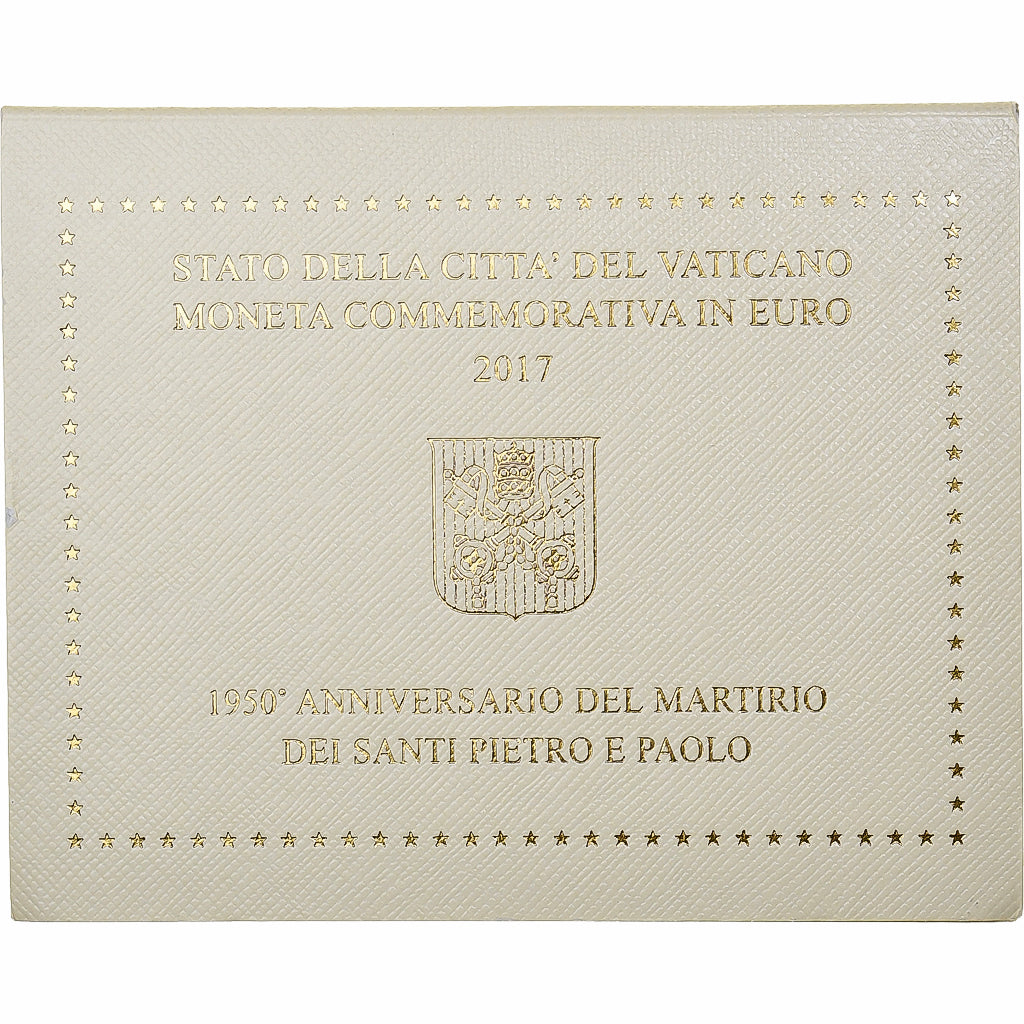 STATO DELLA CITTA' DEL VATICANO
MONETA COMMEMORATIVA IN EURO
2017
1950° ANNIVERSARIO DEL MARTIRIO
DEI SANTI PIETRO E PAOLO